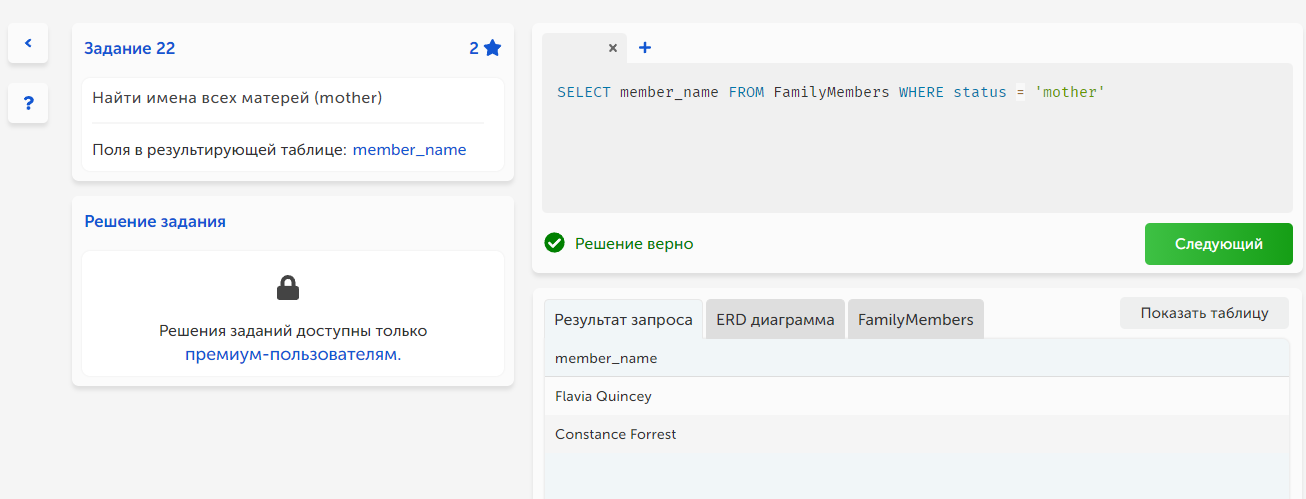 Задание 22
2
Найти имена всех матерей (mother)
Поля в результирующей таблице: member_name
Решение задания
Решения заданий доступны только
премиум-пользователям.
SELECT member_name FROM FamilyMembers WHERE status = 'mother'
Решение верно
Следующий
Результат запроса
ERD диаграмма
FamilyMembers
Показать таблицу
member_name
Flavia Quincey
Constance Forrest